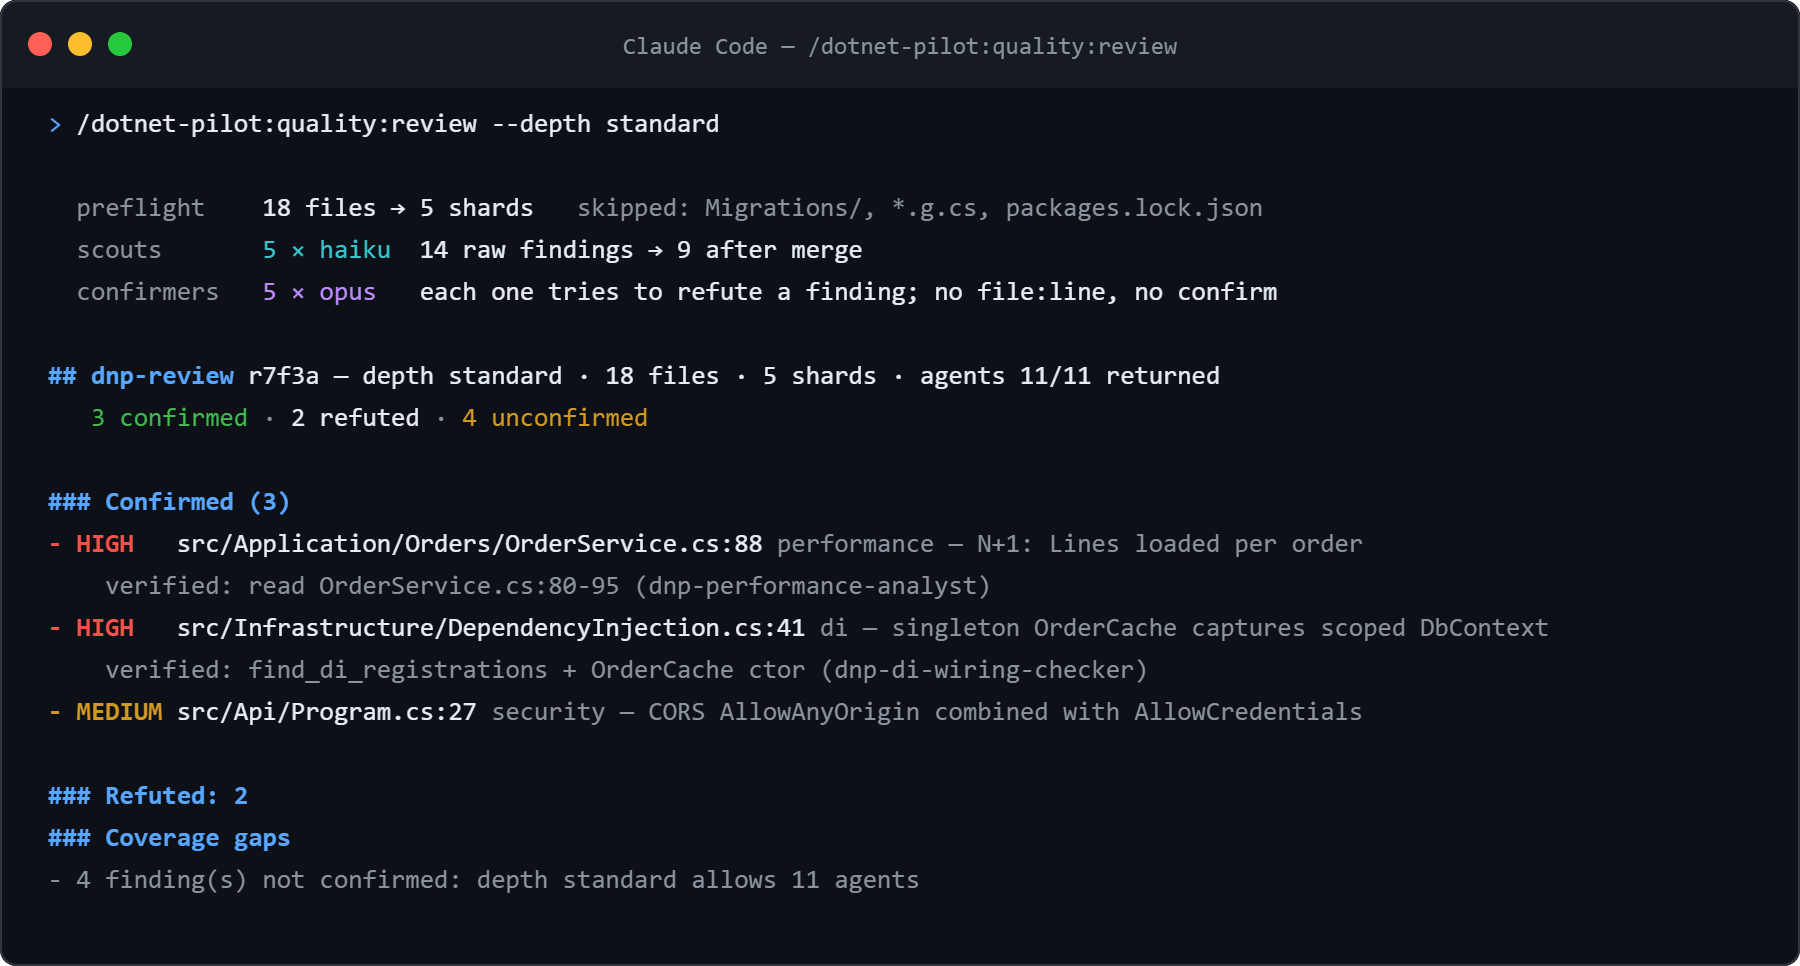 Claude Code — /dotnet-pilot:quality:review
> /dotnet-pilot:quality:review --depth standard
preflight 18 files → 5 shards skipped: Migrations/, *.g.cs, packages.lock.json
scouts 5 × haiku 14 raw findings → 9 after merge
confirmers 5 × opus each one tries to refute a finding; no file:line, no confirm
## dnp-review r7f3a — depth standard · 18 files · 5 shards · agents 11/11 returned
3 confirmed · 2 refuted · 4 unconfirmed
### Confirmed (3)
- HIGH src/Application/Orders/OrderService.cs:88 performance — N+1: Lines loaded per order
verified: read OrderService.cs:80-95 (dnp-performance-analyst)
- HIGH src/Infrastructure/DependencyInjection.cs:41 di — singleton OrderCache captures scoped DbContext
verified: find_di_registrations + OrderCache ctor (dnp-di-wiring-checker)
- MEDIUM src/Api/Program.cs:27 security — CORS AllowAnyOrigin combined with AllowCredentials
### Refuted: 2
### Coverage gaps
- 4 finding(s) not confirmed: depth standard allows 11 agents